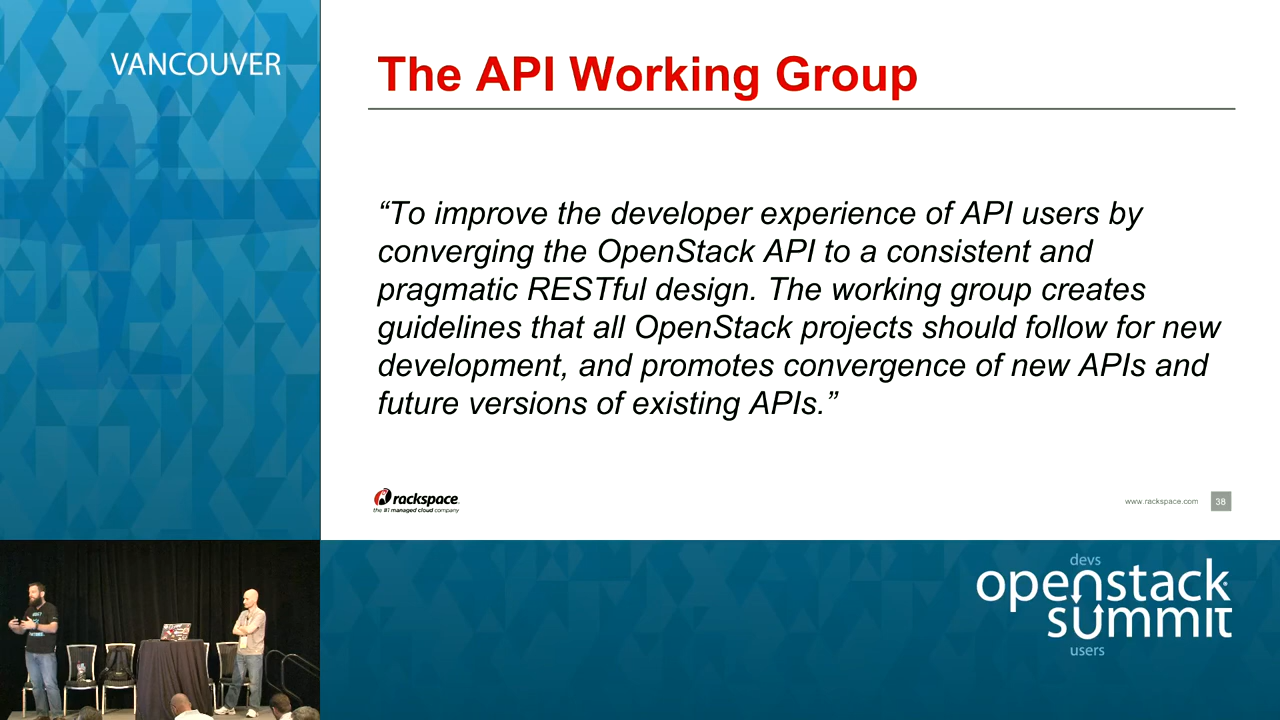 VANCOUVER
The API Working Group
“To improve the developer experience of API users by
converging the OpenStack API to a consistent and
pragmatic RESTful design. The working group creates
guidelines that all OpenStack projects should follow for new
development, and promotes convergence of new APIs and
future versions of existing APIs.”
rackspace
the #1 managed cloud company
www.rackspace.com 38
devs
openstack
summit
users